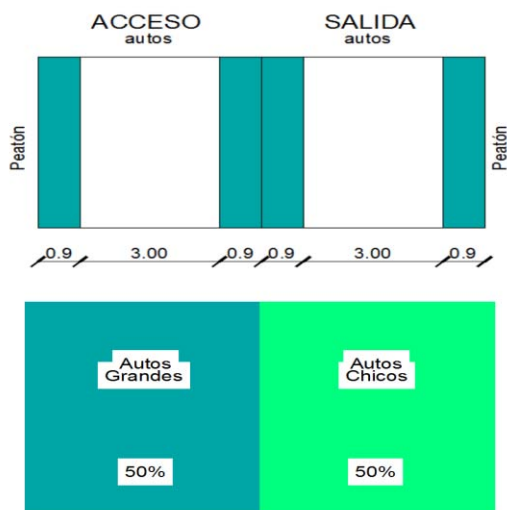 ACCESO
autos
SALIDA
autos
Peatón
Peatón
0.9 3.00 0.9 0.9 3.00 0.9
Autos
Grandes
50%
Autos
Chicos
50%